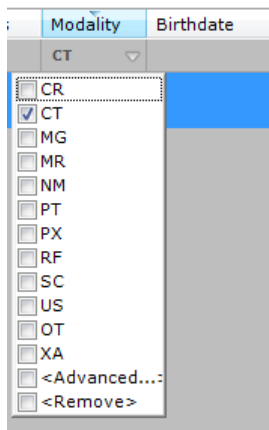 Modality Birthdate
CT
CR
CT
MG
MR
NM
PT
PX
RF
SC
US
OT
XA
<Advanced...>
<Remove>